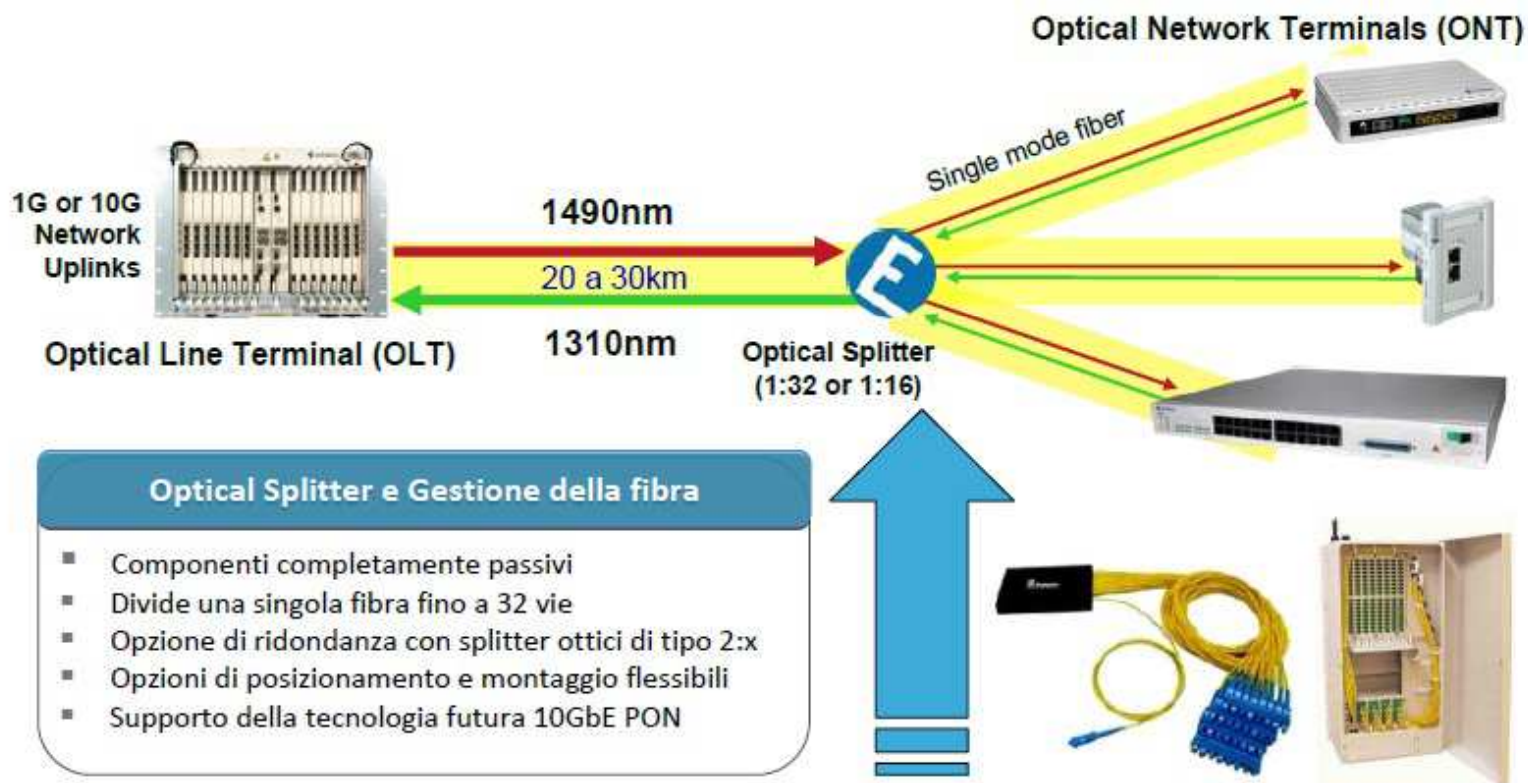 Optical Network Terminals (ONT)
Single mode fiber
1G or 10G
Network
Uplinks
1490nm
20 a 30km
1310nm
Optical Line Terminal (OLT)
Optical Splitter
(1:32 or 1:16)
E
Optical Splitter e Gestione della fibra
▪ Componenti completamente passivi
▪ Divide una singola fibra fino a 32 vie
▪ Opzione di ridondanza con splitter ottici di tipo 2:x
▪ Opzioni di posizionamento e montaggio flessibili
▪ Supporto della tecnologia futura 10GbE PON